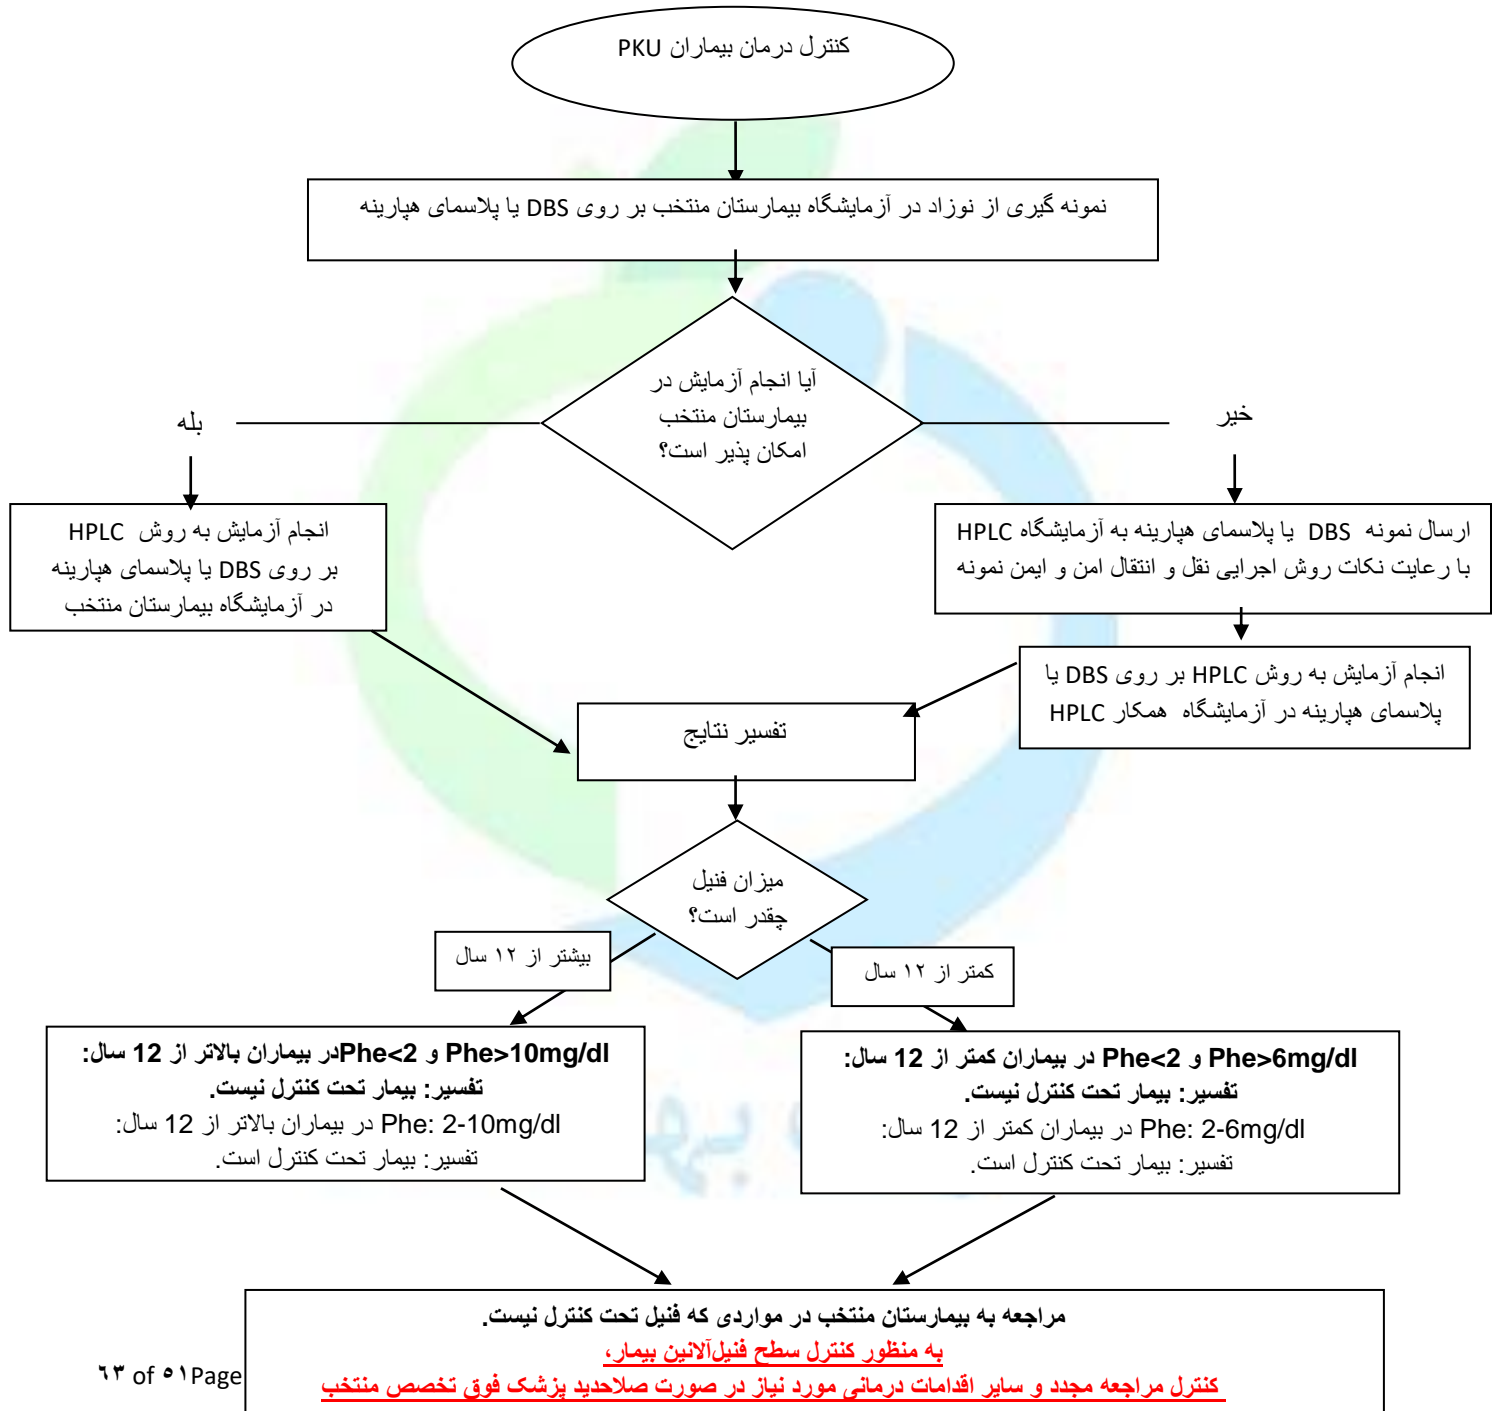 کنترل درمان بیماران PKU
نمونه گیری از نوزاد در آزمایشگاه بیمارستان منتخب بر روی DBS یا پلاسمای هپارینه
آیا انجام آزمایش در
بیمارستان منتخب
امکان پذیر است؟
خیر
بله
ارسال نمونه DBS یا پلاسمای هپارینه به آزمایشگاه HPLC
با رعایت نکات روش اجرایی نقل و انتقال امن و ایمن نمونه
انجام آزمایش به روش HPLC
بر روی DBS یا پلاسمای هپارینه
در آزمایشگاه بیمارستان منتخب
انجام آزمایش به روش HPLC بر روی DBS یا
پلاسمای هپارینه در آزمایشگاه همکار HPLC
تفسیر نتایج
میزان فنیل
چقدر است؟
کمتر از ۱۲ سال
بیشتر از ۱۲ سال
Phe>6mg/dl و Phe<2 در بیماران کمتر از 12 سال:
تفسیر: بیمار تحت کنترل نیست.
Phe: 2-6mg/dl در بیماران کمتر از 12 سال:
تفسیر: بیمار تحت کنترل است.
Phe>10mg/dl و Phe<2در بیماران بالاتر از 12 سال:
تفسیر: بیمار تحت کنترل نیست.
Phe: 2-10mg/dl در بیماران بالاتر از 12 سال:
تفسیر: بیمار تحت کنترل است.
مراجعه به بیمارستان منتخب در مواردی که فنیل تحت کنترل نیست.
به منظور کنترل سطح فنیل‌آلانین بیمار،
کنترل مراجعه مجدد و سایر اقدامات درمانی مورد نیاز در صورت صلاحدید پزشک فوق تخصص منتخب
٦٣ of ٥١Page